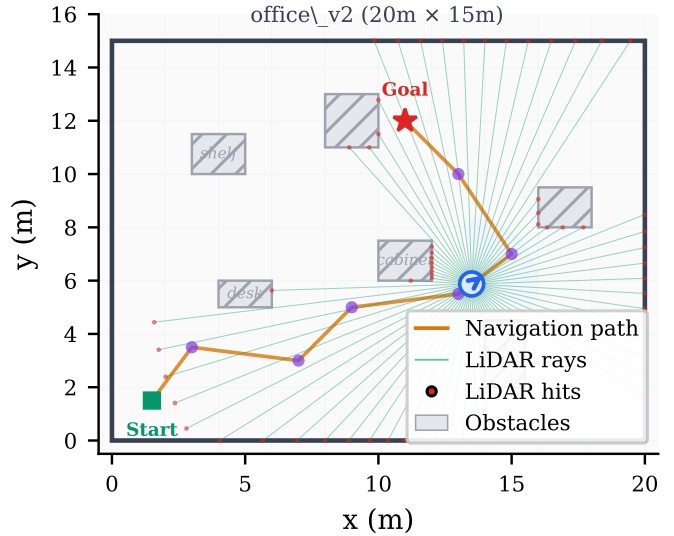 office\_v2 (20m × 15m)
16
14
12
10
8
6
4
2
0
y (m)
Goal
shelf
cabinet
desk
Start
Navigation path
LiDAR rays
LiDAR hits
Obstacles
0
5
10
15
20
x (m)